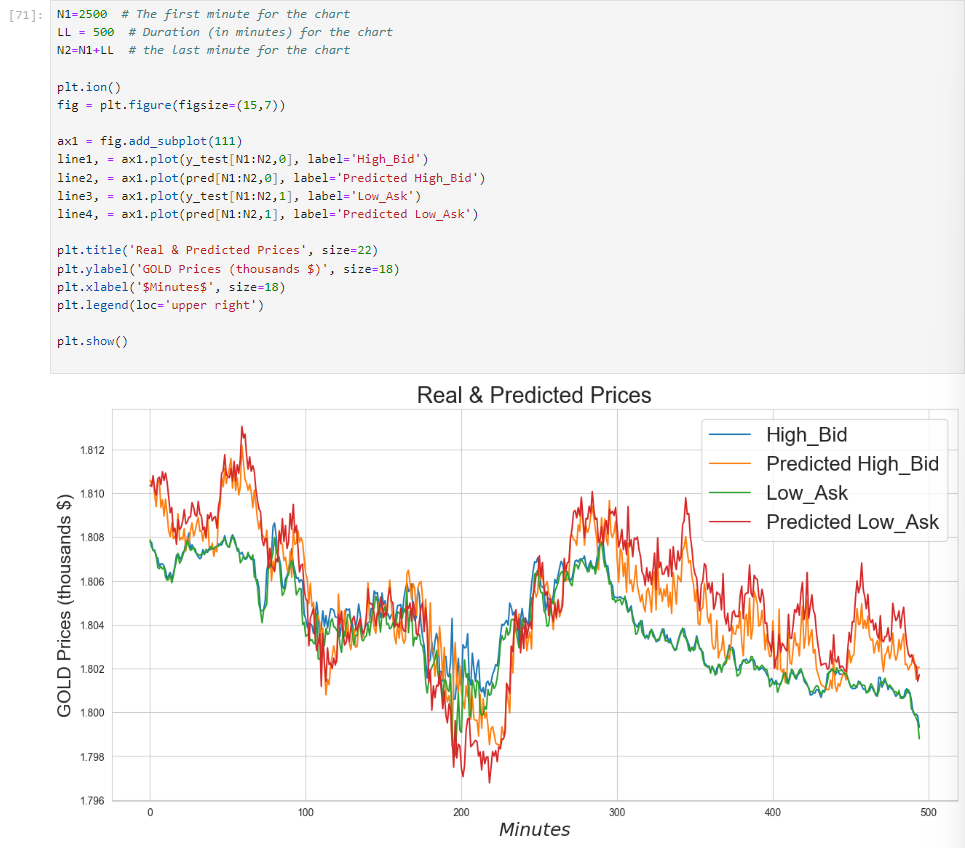 [71]:
N1=2500  # The first minute for the chart
LL = 500  # Duration (in minutes) for the chart
N2=N1+LL  # the last minute for the chart
plt.ion()
fig = plt.figure(figsize=(15,7))
ax1 = fig.add_subplot(111)
line1, = ax1.plot(y_test[N1:N2,0], label='High_Bid')
line2, = ax1.plot(pred[N1:N2,0], label='Predicted High_Bid')
line3, = ax1.plot(y_test[N1:N2,1], label='Low_Ask')
line4, = ax1.plot(pred[N1:N2,1], label='Predicted Low_Ask')
plt.title('Real & Predicted Prices', size=22)
plt.ylabel('GOLD Prices (thousands $)', size=18)
plt.xlabel('$Minutes$', size=18)
plt.legend(loc='upper right')
plt.show()
Real & Predicted Prices
High_Bid
Predicted High_Bid
Low_Ask
Predicted Low_Ask
GOLD Prices (thousands $)
1.812
1.810
1.808
1.806
1.804
1.802
1.800
1.798
1.796
0 100 200 300 400 500
Minutes